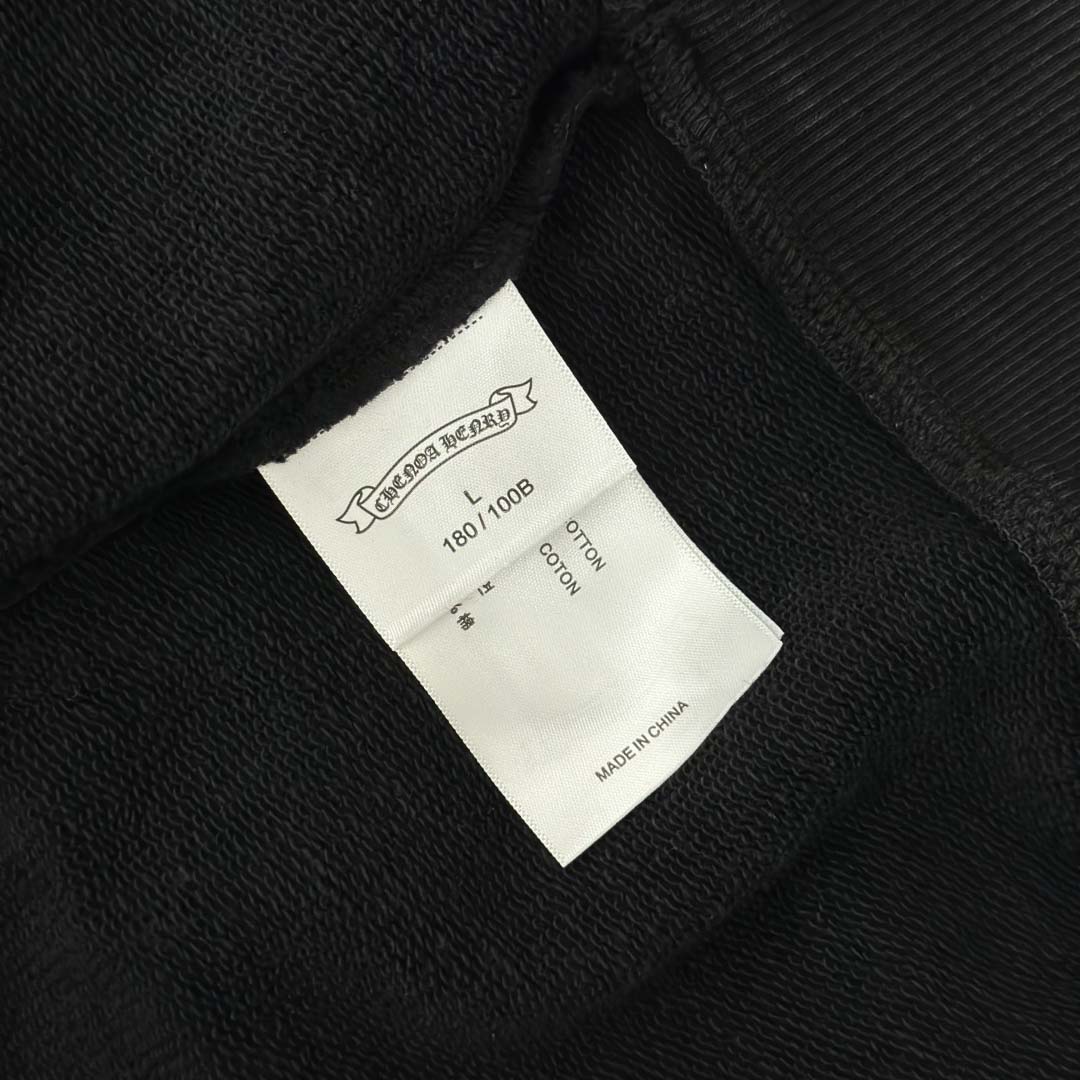 CHENOA HENRY
L
180/100B
OTTON
COTON
MADE IN CHINA